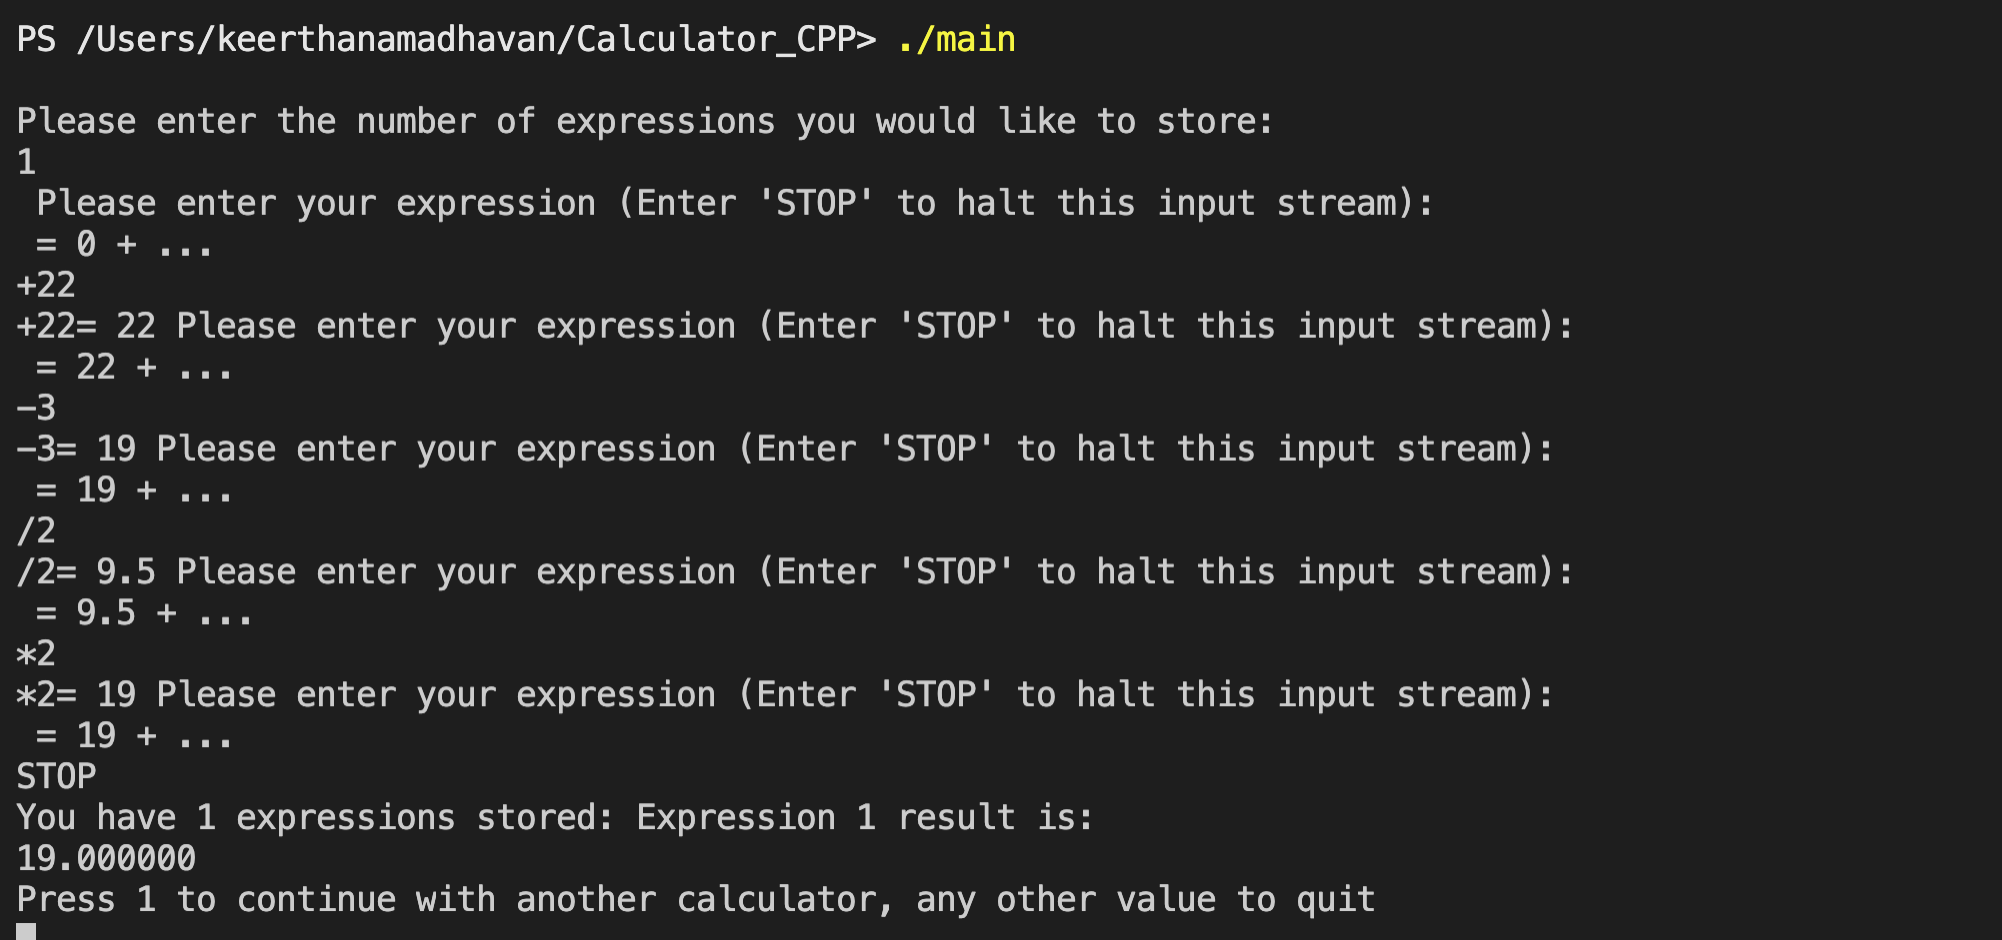 PS /Users/keerthanamadhavan/Calculator_CPP> ./main
Please enter the number of expressions you would like to store:
1
Please enter your expression (Enter 'STOP' to halt this input stream):
= 0 + ...
+22
+22= 22 Please enter your expression (Enter 'STOP' to halt this input stream):
= 22 + ...
-3
-3= 19 Please enter your expression (Enter 'STOP' to halt this input stream):
= 19 + ...
/2
/2= 9.5 Please enter your expression (Enter 'STOP' to halt this input stream):
= 9.5 + ...
*2
*2= 19 Please enter your expression (Enter 'STOP' to halt this input stream):
= 19 + ...
STOP
You have 1 expressions stored: Expression 1 result is:
19.000000
Press 1 to continue with another calculator, any other value to quit